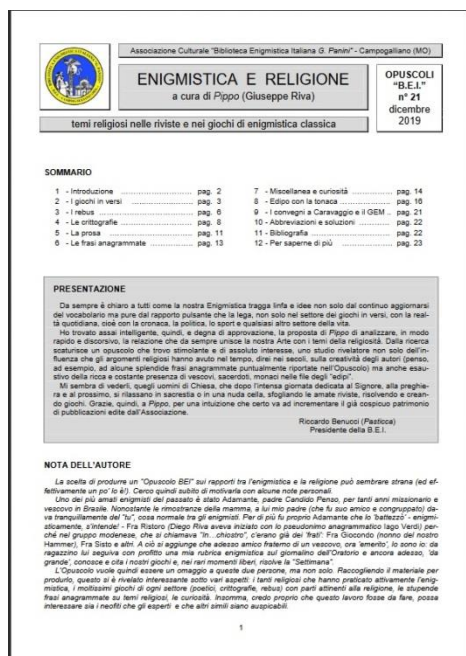 Associazione Culturale "Biblioteca Enigmistica Italiana G. Panini" - Campogalliano (MO)
ENIGMISTICA E RELIGIONE
a cura di Pippo (Giuseppe Riva)
temi religiosi nelle riviste e nei giochi di enigmistica classica
OPUSCOLI
"B.E.I."
n° 21
dicembre
2019
SOMMARIO
1 - Introduzione ............................ pag. 2
2 - I giochi in versi ........................ pag. 3
3 - I rebus .................................... pag. 6
4 - Le crittografie .......................... pag. 8
5 - La prosa .................................. pag. 11
6 - Le frasi anagrammate .............. pag. 13
7 - Miscellanea e curiosità .............. pag. 14
8 - Edipo con la tonaca .................. pag. 16
9 - I convegni a Caravaggio e il GEM .. pag. 21
10 - Abbreviazioni e soluzioni .......... pag. 22
11 - Bibliografia ............................ pag. 22
12 - Per saperne di più .................. pag. 23
PRESENTAZIONE
Da sempre è chiaro a tutti come la nostra Enigmistica tragga linfa e idee non solo dal continuo aggiornarsi
del vocabolario ma pure dal rapporto pulsante che la lega, non solo nel settore dei giochi in versi, con la real-
tà quotidiana, cioè con la cronaca, la politica, lo sport e qualsiasi altro settore della vita.
Ho trovato assai intelligente, quindi, e degna di approvazione, la proposta di Pippo di analizzare, in modo
rapido e discorsivo, la relazione che da sempre unisce la nostra Arte con i temi della religiosità. Dalla ricerca
scaturisce un opuscolo che trovo stimolante e di assoluto interesse, uno studio rivelatore non solo dell'in-
fluenza che gli argomenti religiosi hanno avuto nel tempo, direi nei secoli, sulla creatività degli autori (penso,
ad esempio, ad alcune splendide frasi anagrammate puntualmente riportate nell'Opuscolo) ma anche esau-
stivo della ricca e costante presenza di vescovi, sacerdoti, monaci nelle file degli "edipi".
Mi sembra di vederli, quegli uomini di Chiesa, che dopo l'intensa giornata dedicata al Signore, alla preghie-
ra e al prossimo, si rilassano in sacrestia o in una nuda cella, sfogliando le amate riviste, risolvendo e crean-
do giochi. Grazie, quindi, a Pippo, per una intuizione che certo va ad incrementare il già cospicuo patrimonio
di pubblicazioni edite dall'Associazione.
Riccardo Benucci (Pasticca)
Presidente della B.E.I.
NOTA DELL'AUTORE
La scelta di produrre un "Opuscolo BEI" sui rapporti tra l'enigmistica e la religione può sembrare strana (ed ef-
fettivamente un po' lo è!). Cerco quindi subito di motivarla con alcune note personali.
Uno dei più amati enigmisti del passato è stato Adamante, padre Candido Penso, per tanti anni missionario e
vescovo in Brasile. Nonostante le rimostranze della mamma, a lui mio padre (che fu suo amico e congruppato) da-
va tranquillamente del "tu", cosa normale tra gli enigmisti. Per di più fu proprio Adamante che lo 'battezzò' - enigmi-
sticamente, s'intende! - Fra Ristoro (Diego Riva aveva iniziato con lo pseudonimo anagrammatico Iago Verdi) per-
ché nel gruppo modenese, che si chiamava "In...chiostro", c'erano già dei 'frati': Fra Giocondo (nonno del nostro
Hammer), Fra Sisto e altri. A ciò si aggiunge che adesso amico fraterno di un vescovo, ora 'emerito', lo sono io: da
ragazzino lui seguiva con profitto una mia rubrica enigmistica sul giornalino dell'Oratorio e ancora adesso, 'da
grande', conosce e cita i nostri giochi e, nei rari momenti liberi, risolve la "Settimana".
L'Opuscolo vuole quindi essere un omaggio a queste due persone, ma non solo. Raccogliendo il materiale per
produrlo, questo si è rivelato interessante sotto vari aspetti: i tanti religiosi che hanno praticato attivamente l'enig-
mistica, i moltissimi giochi di ogni settore (poetici, crittografie, rebus) con parti attinenti alla religione, le stupende
frasi anagrammate su temi religiosi, le curiosità. Insomma, credo proprio che questo lavoro fosse da fare, possa
interessare sia i neofiti che gli esperti e che altri simili siano auspicabili.
1